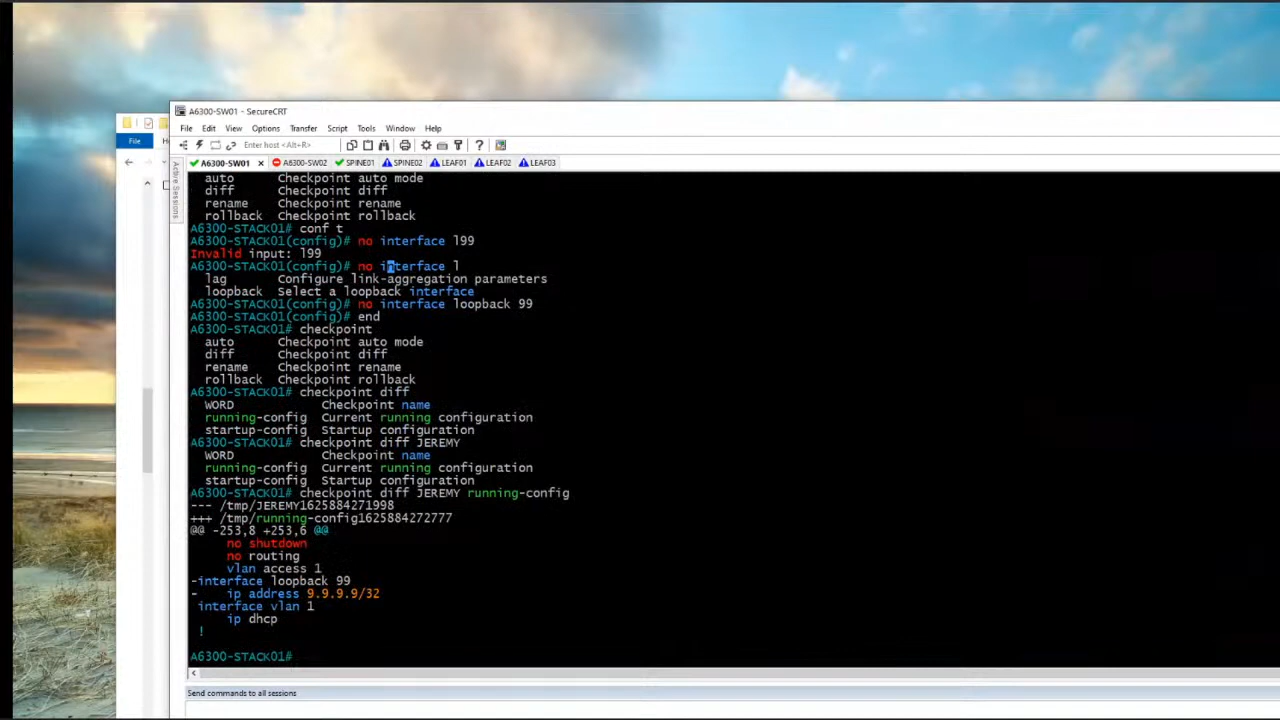 A6300-SW01 - SecureCRT
File Edit View Options Transfer Script Tools Window Help
File
Enter host <Alt+R>
A6300-SW01 × A6300-SW02 SPINE01 SPINE02 LEAF01 LEAF02 LEAF03
Active Sessions
auto Checkpoint auto mode
diff Checkpoint diff
rename Checkpoint rename
rollback Checkpoint rollback
A6300-STACK01# conf t
A6300-STACK01(config)# no interface l99
Invalid input: l99
A6300-STACK01(config)# no interface l
lag Configure link-aggregation parameters
loopback Select a loopback interface
A6300-STACK01(config)# no interface loopback 99
A6300-STACK01(config)# end
A6300-STACK01# checkpoint
auto Checkpoint auto mode
diff Checkpoint diff
rename Checkpoint rename
rollback Checkpoint rollback
A6300-STACK01# checkpoint diff
WORD Checkpoint name
running-config Current running configuration
startup-config Startup configuration
A6300-STACK01# checkpoint diff JEREMY
WORD Checkpoint name
running-config Current running configuration
startup-config Startup configuration
A6300-STACK01# checkpoint diff JEREMY running-config
--- /tmp/JEREMY1625884271998
+++ /tmp/running-config1625884272777
@@ -253,8 +253,6 @@
no shutdown
no routing
vlan access 1
-interface loopback 99
- ip address 9.9.9.9/32
interface vlan 1
ip dhcp
!
A6300-STACK01#
Send commands to all sessions